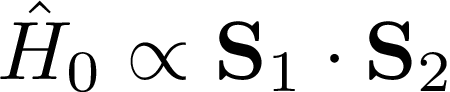 Ĥ₀ ∝ 𝐒₁ · 𝐒₂